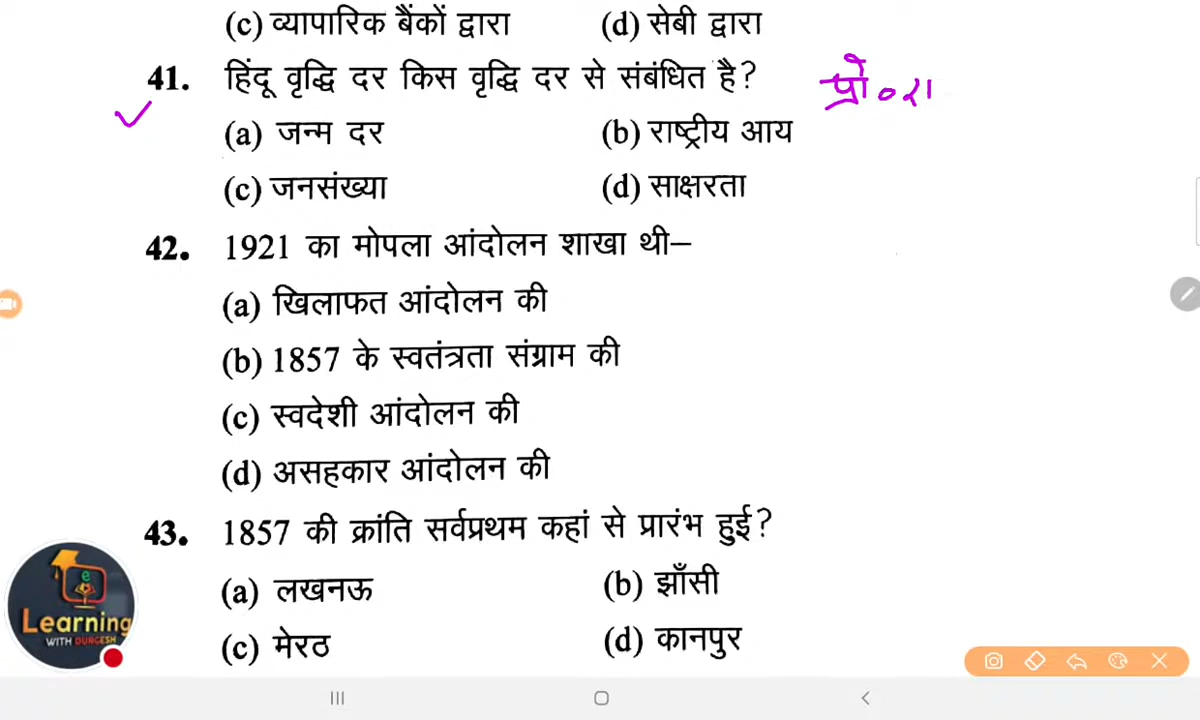 (c) व्यापारिक बैंकों द्वारा (d) सेबी द्वारा
41. हिंदू वृद्धि दर किस वृद्धि दर से संबंधित है? प्रो॰ रा
(a) जन्म दर (b) राष्ट्रीय आय
(c) जनसंख्या (d) साक्षरता
42. 1921 का मोपला आंदोलन शाखा थी–
(a) खिलाफत आंदोलन की
(b) 1857 के स्वतंत्रता संग्राम की
(c) स्वदेशी आंदोलन की
(d) असहकार आंदोलन की
43. 1857 की क्रांति सर्वप्रथम कहां से प्रारंभ हुई?
(a) लखनऊ (b) झाँसी
(c) मेरठ (d) कानपुर
e
Learning
WITH DURGESH